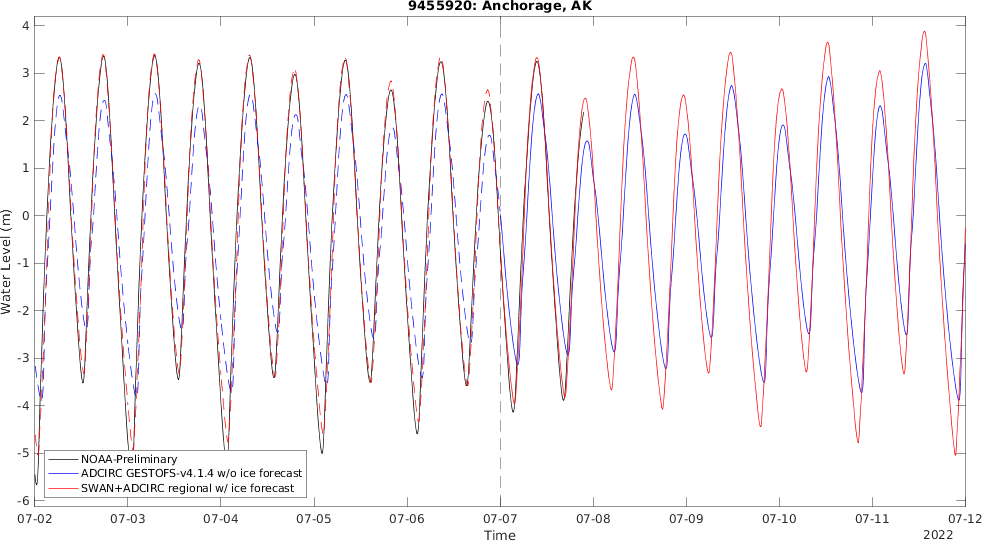 9455920: Anchorage, AK
4
3
2
1
0
-1
-2
-3
-4
-5
-6
Water Level (m)
NOAA-Preliminary
ADCIRC GESTOFS-v4.1.4 w/o ice forecast
SWAN+ADCIRC regional w/ ice forecast
07-02 07-03 07-04 07-05 07-06 07-07 07-08 07-09 07-10 07-11 07-12
Time
2022